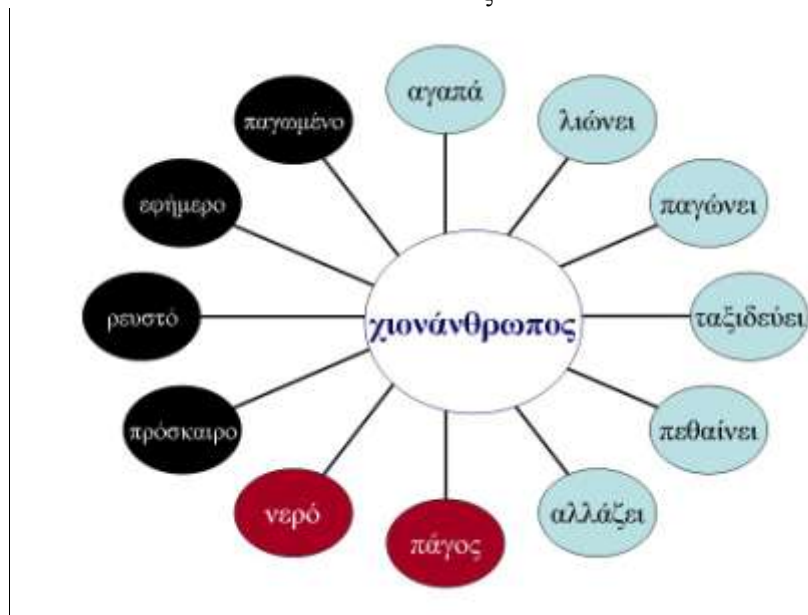 αγαπά
λιώνει
παγώνει
ταξιδεύει
πεθαίνει
αλλάζει
πάγος
νερό
πρόσκαιρο
ρευστό
εφήμερο
παγωμένο
χιονάνθρωπος